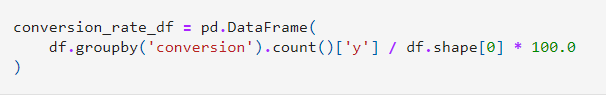 conversion_rate_df = pd.DataFrame(
    df.groupby('conversion').count()['y'] / df.shape[0] * 100.0
)